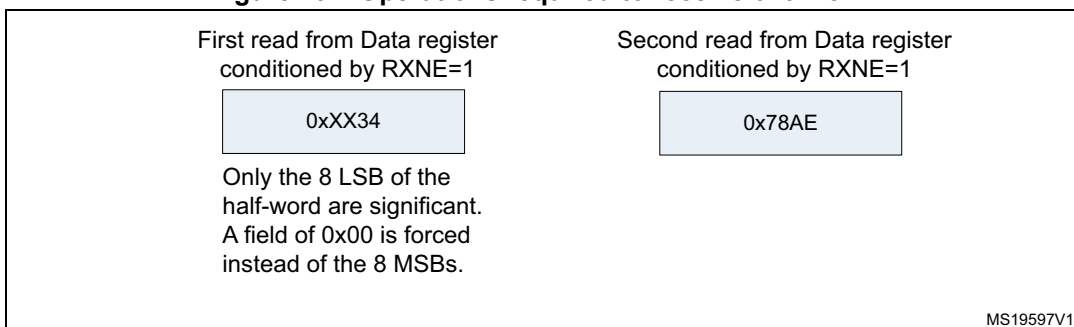 First read from Data register
conditioned by RXNE=1
0xXX34
Only the 8 LSB of the
half-word are significant.
A field of 0x00 is forced
instead of the 8 MSBs.
Second read from Data register
conditioned by RXNE=1
0x78AE
MS19597V1